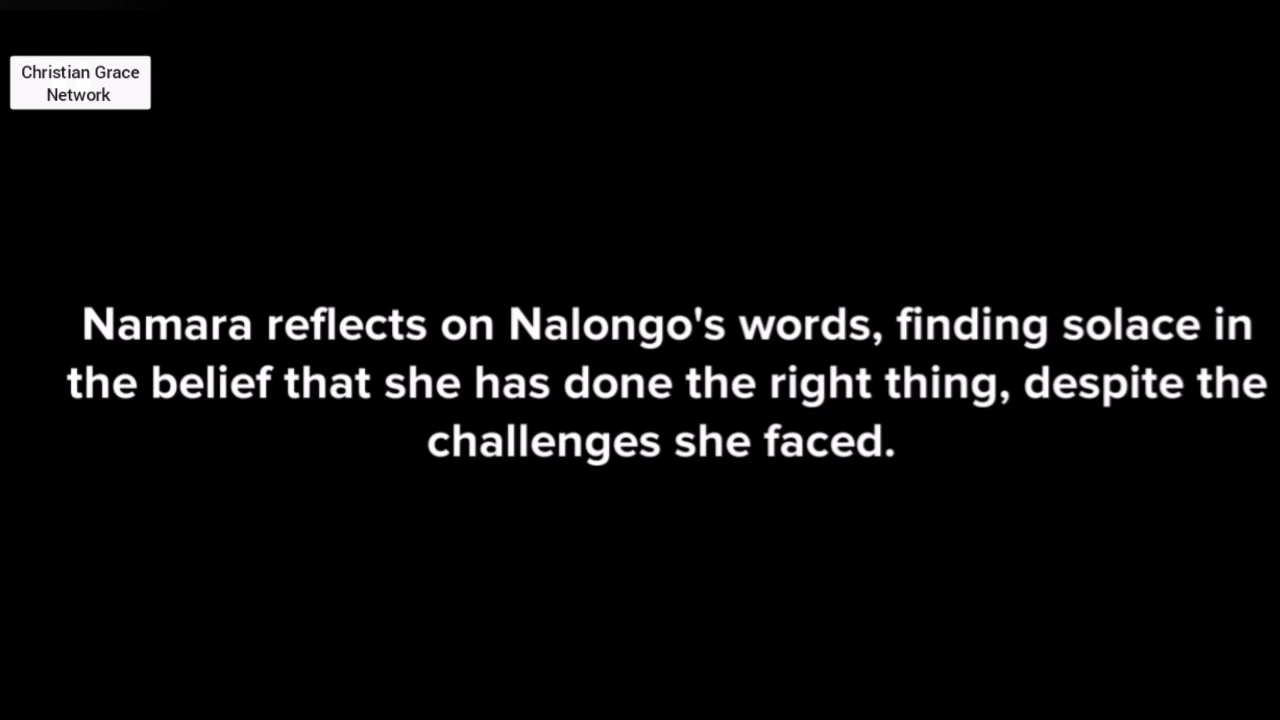 Christian Grace
Network
Namara reflects on Nalongo's words, finding solace in
the belief that she has done the right thing, despite the
challenges she faced.